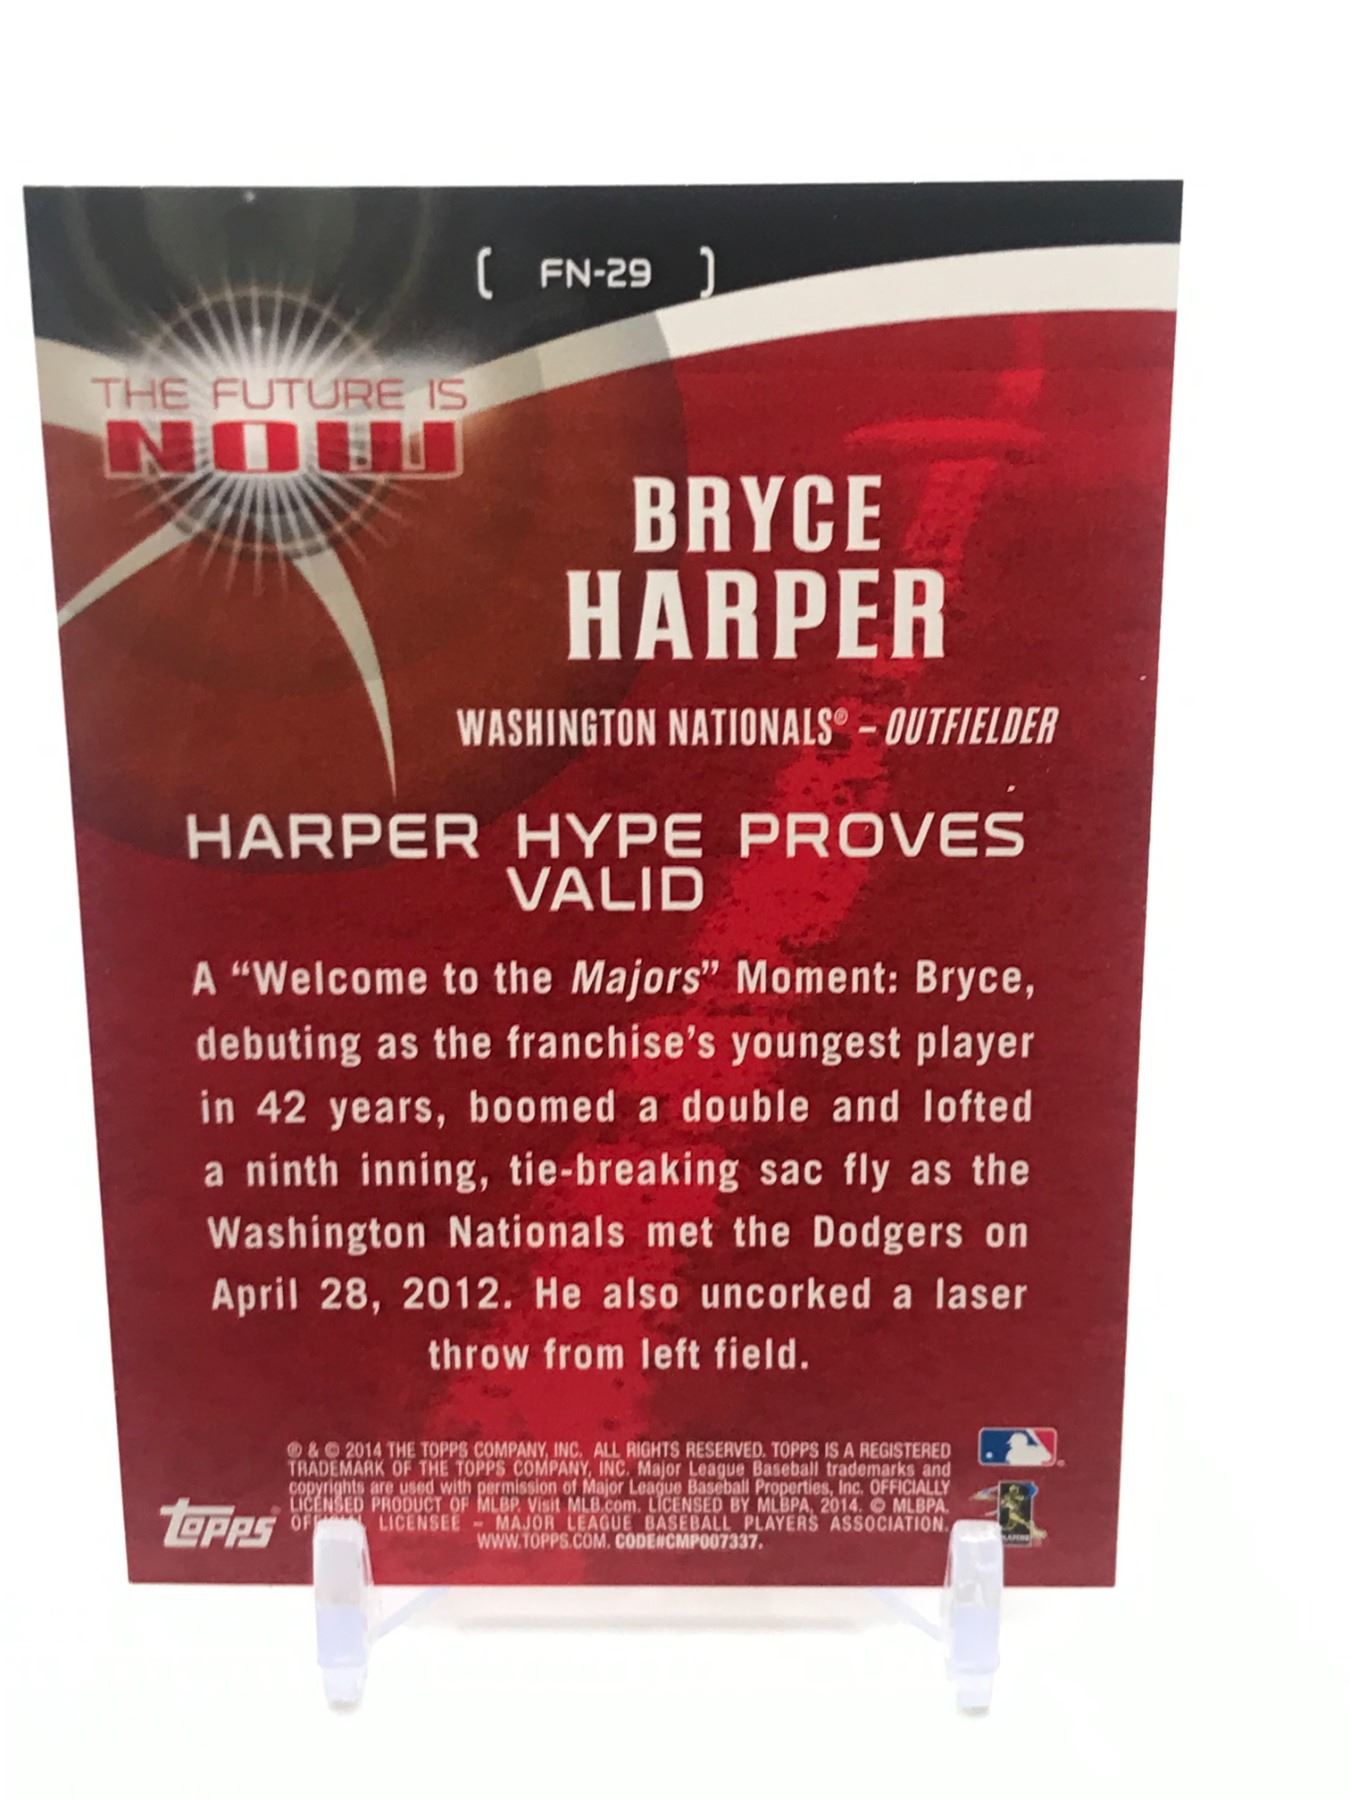 [ FN-29 ]
THE FUTURE IS
NOW
BRYCE
HARPER
WASHINGTON NATIONALS® – OUTFIELDER
HARPER HYPE PROVES
VALID
A “Welcome to the Majors” Moment: Bryce,
debuting as the franchise’s youngest player
in 42 years, boomed a double and lofted
a ninth inning, tie-breaking sac fly as the
Washington Nationals met the Dodgers on
April 28, 2012. He also uncorked a laser
throw from left field.
® & © 2014 THE TOPPS COMPANY, INC. ALL RIGHTS RESERVED. TOPPS IS A REGISTERED
TRADEMARK OF THE TOPPS COMPANY, INC. Major League Baseball trademarks and
copyrights are used with permission of Major League Baseball Properties, Inc. OFFICIALLY
LICENSED PRODUCT OF MLBP. Visit MLB.com. LICENSED BY MLBPA, 2014. © MLBPA.
LICENSEE – MAJOR LEAGUE BASEBALL PLAYERS ASSOCIATION.
WWW.TOPPS.COM. CODE#CMP007337.
Topps®